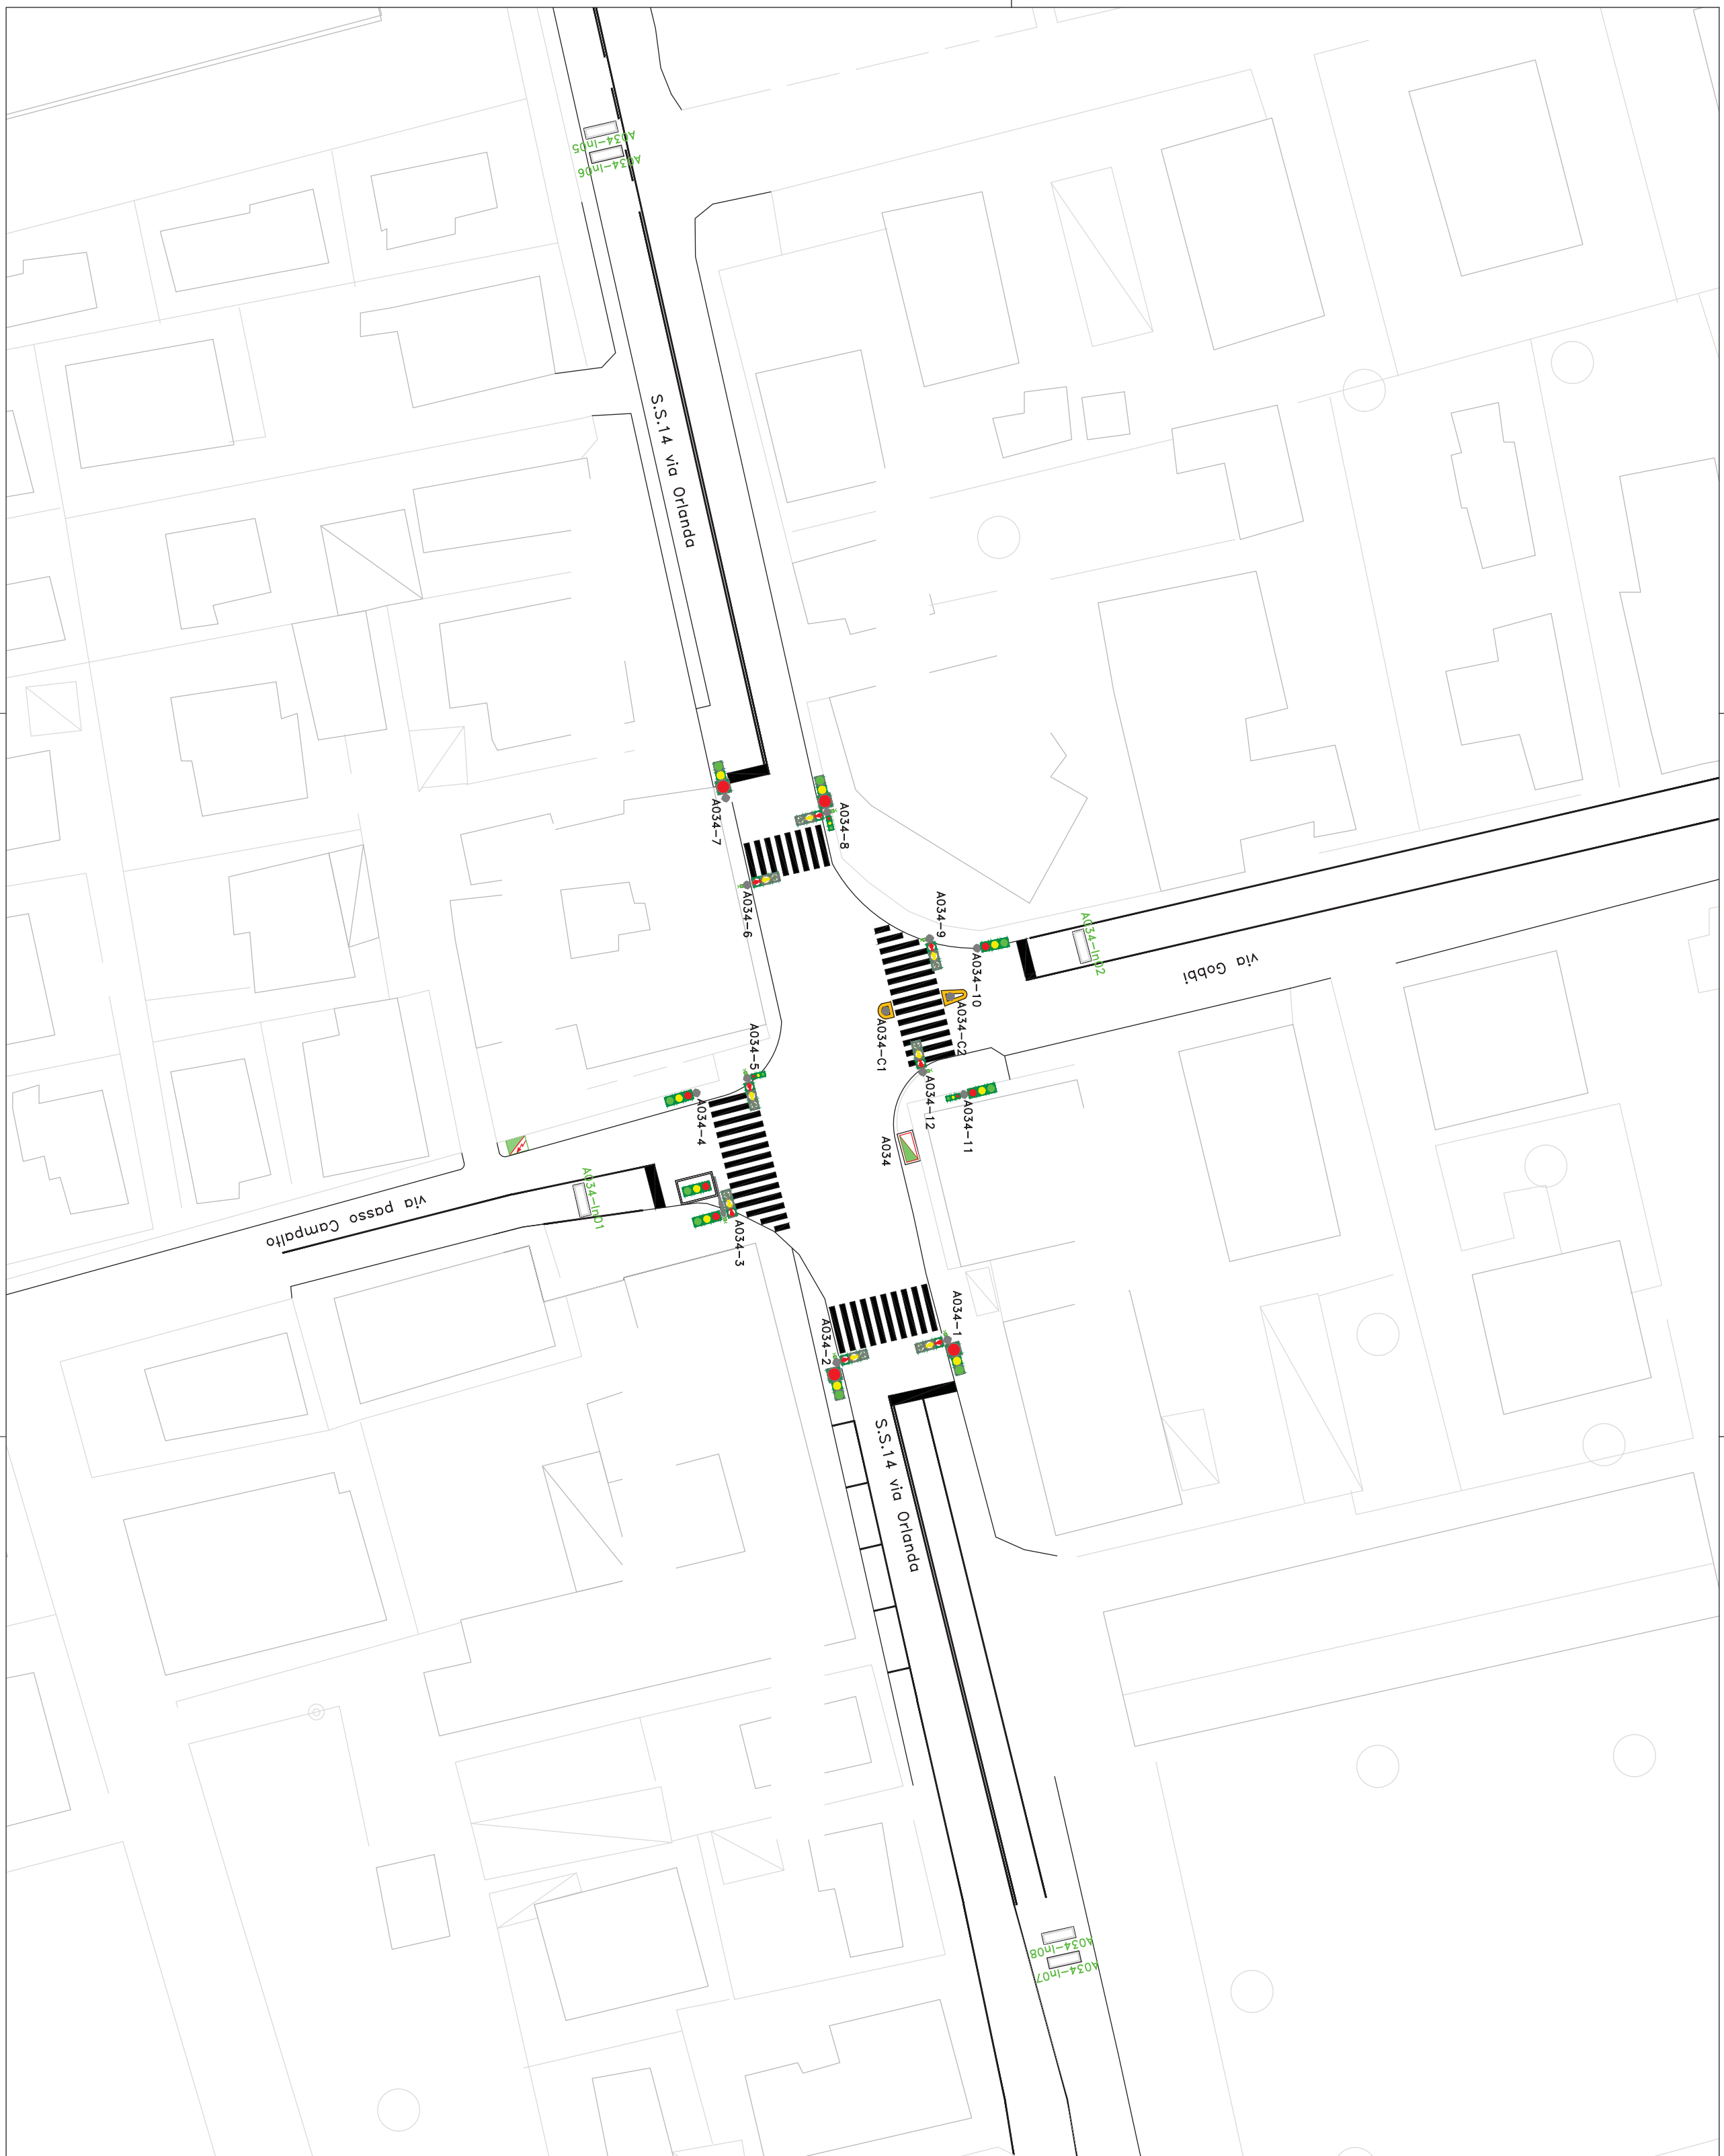 A034-In05
A034-In06
S.S.14 via Orlanda
A034-7
A034-8
A034-6
A034-9
A034-10
A034-In02
via Gobbi
A034-C1
A034-C2
A034-5
A034-4
A034-12
A034-11
A034
A034-In01
via passo Campalto
A034-3
A034-1
A034-2
S.S.14 via Orlanda
A034-In08
A034-In07